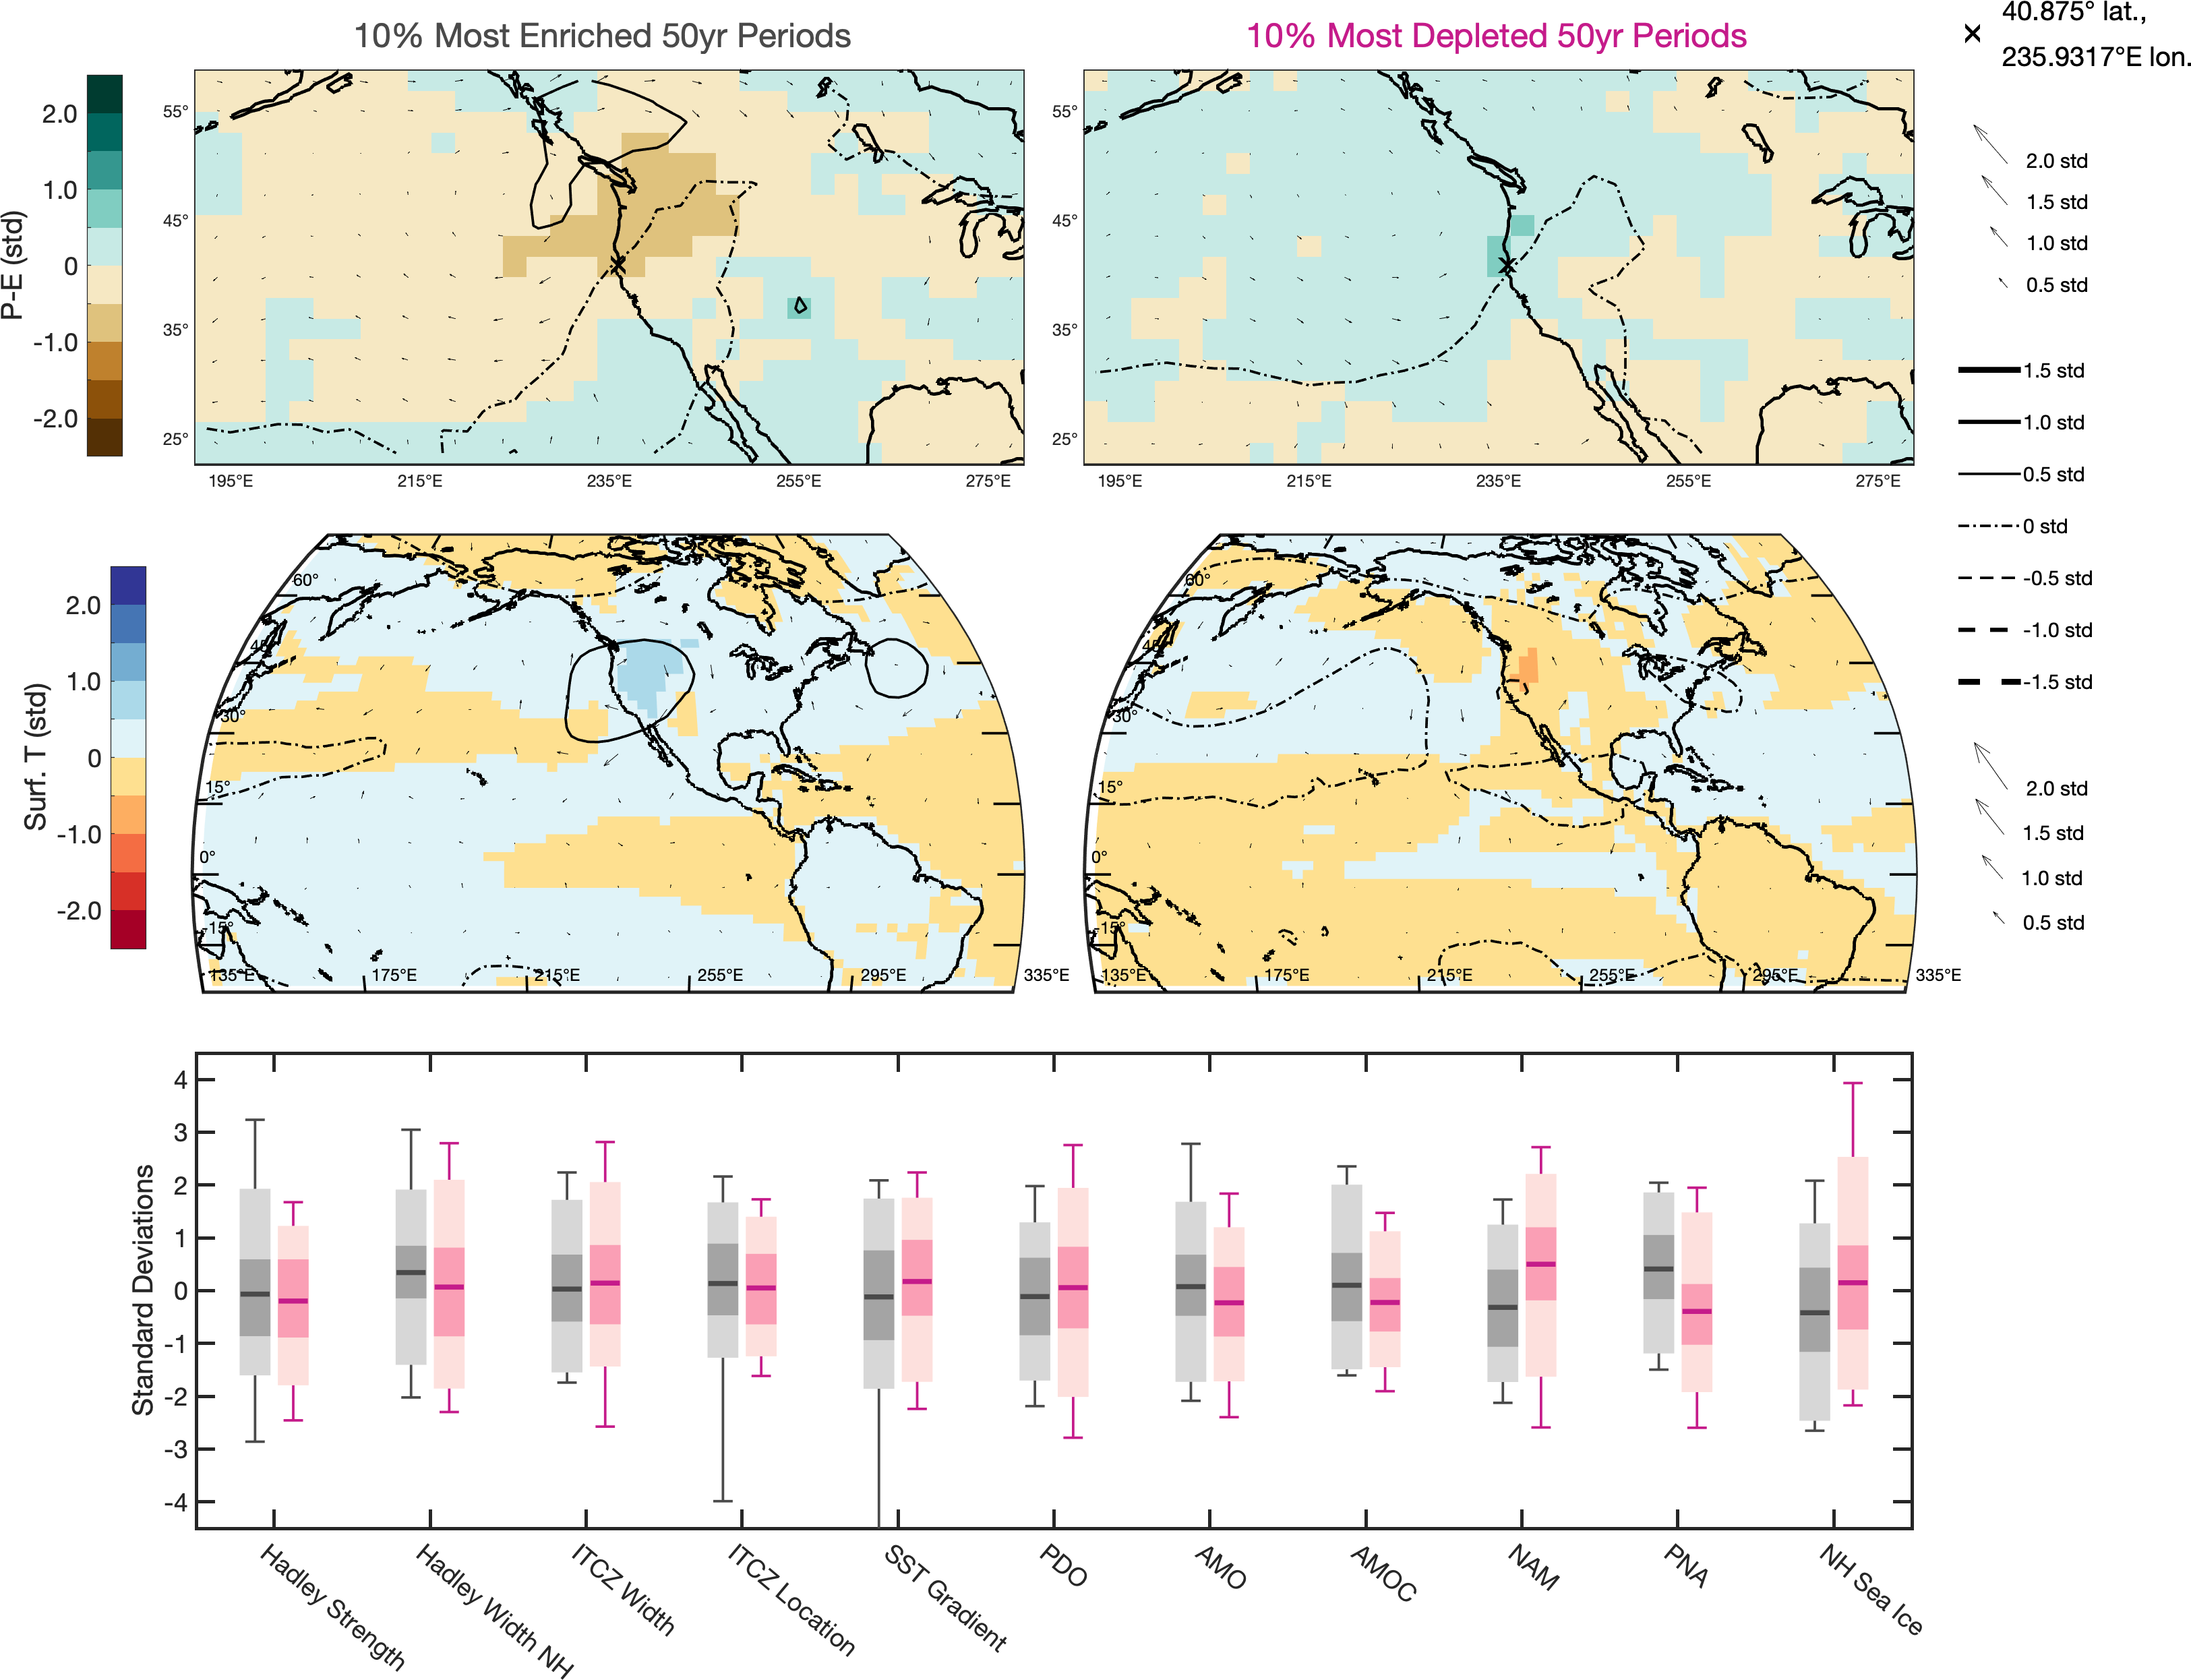 10% Most Enriched 50yr Periods
10% Most Depleted 50yr Periods
40.875° lat.,
235.9317°E lon.
P-E (std)
2.0
1.0
0
-1.0
-2.0
55°
45°
35°
25°
195°E
215°E
235°E
255°E
275°E
55°
45°
35°
25°
195°E
215°E
235°E
255°E
275°E
2.0 std
1.5 std
1.0 std
0.5 std
1.5 std
1.0 std
0.5 std
0 std
-0.5 std
-1.0 std
-1.5 std
Surf. T (std)
2.0
1.0
0
-1.0
-2.0
60°
45°
30°
15°
0°
-15°
135°E
175°E
215°E
255°E
295°E
335°E
60°
45°
30°
15°
0°
-15°
135°E
175°E
215°E
255°E
295°E
335°E
2.0 std
1.5 std
1.0 std
0.5 std
Standard Deviations
4
3
2
1
0
-1
-2
-3
-4
Hadley Strength
Hadley Width NH
ITCZ Width
ITCZ Location
SST Gradient
PDO
AMO
AMOC
NAM
PNA
NH Sea Ice